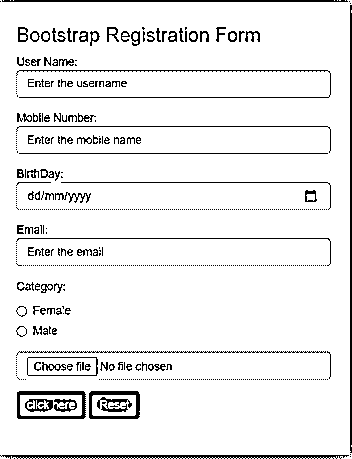 Bootstrap Registration Form
User Name:
Enter the username
Mobile Number:
Enter the mobile name
BirthDay:
dd/mm/yyyy
Email:
Enter the email
Category:
Female
Male
Choose file No file chosen
click here Reset